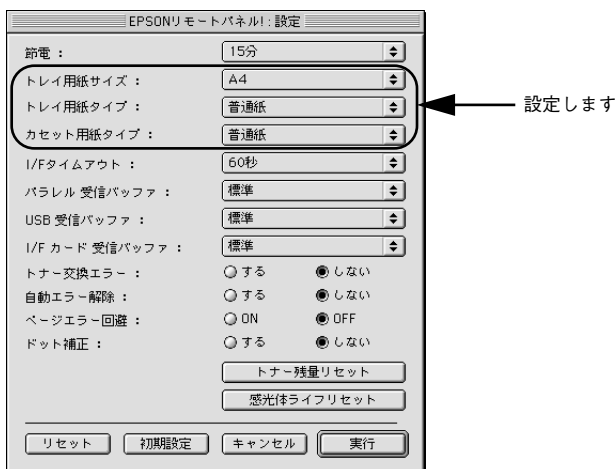 EPSONリモートパネル!:設定
節電: 15分
トレイ用紙サイズ: A4
トレイ用紙タイプ: 普通紙
カセット用紙タイプ: 普通紙
設定します
I/Fタイムアウト: 60秒
パラレル 受信バッファ: 標準
USB 受信バッファ: 標準
I/F カード 受信バッファ: 標準
トナー交換エラー: する しない
自動エラー解除: する しない
ページエラー回避: ON OFF
ドット補正: する しない
トナー残量リセット
感光体ライフリセット
リセット 初期設定 キャンセル 実行